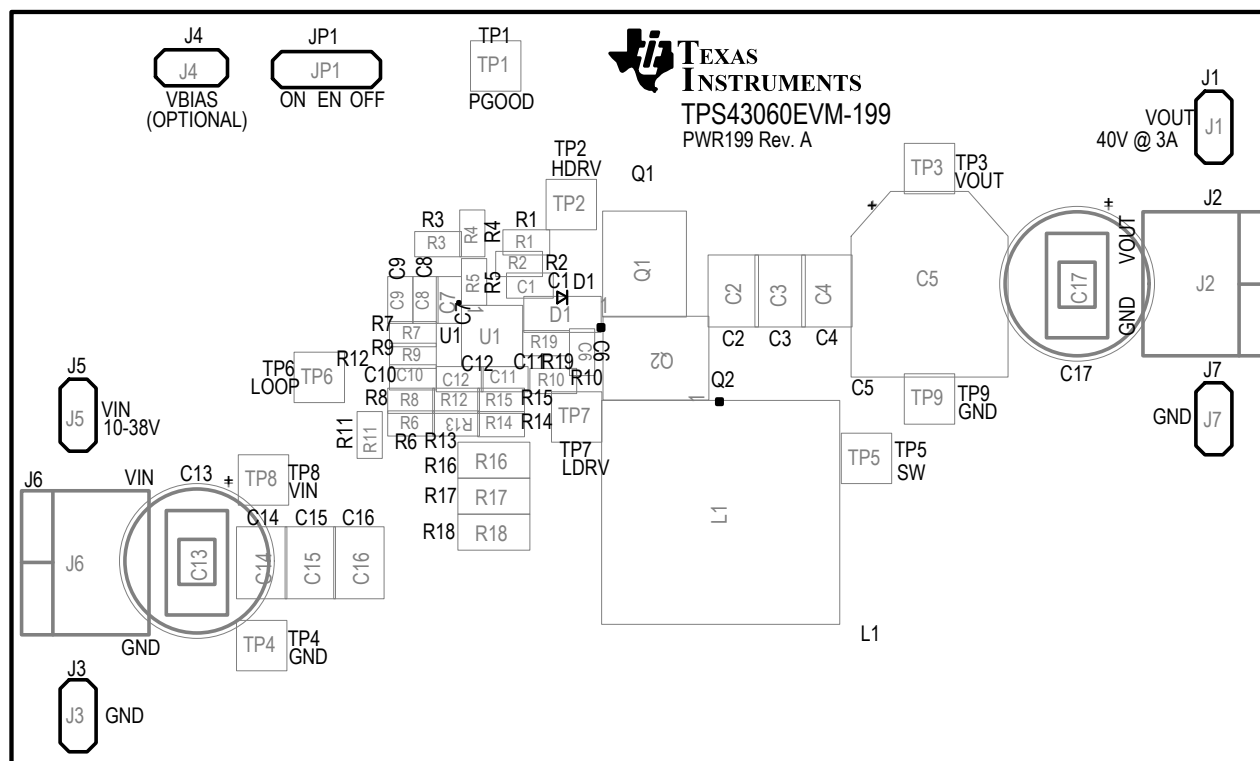 J4
J4
VBIAS
(OPTIONAL)
JP1
JP1
ON EN OFF
TP1
TP1
PGOOD
TEXAS
INSTRUMENTS
TPS43060EVM-199
PWR199 Rev. A
J1
J1
VOUT
40V @ 3A
TP2
HDRV
TP2
Q1
Q1
TP3
TP3
VOUT
J2
J2
VOUT
GND
+
+
C17
C17
R3
R3
R4
R4
R1
R1
R2
R2
R5
R5
C1
C1
D1
D1
C9
C9
C8
C8
C7
C7
1
U1
U1
R7
R7
R9
R9
R19
R19
C6
C6
1
Q2
Q2
1
C2
C2
C3
C3
C4
C4
C5
C5
TP6
LOOP
TP6
R12
R12
C10
C10
C12
C12
C11
C11
R10
R10
R8
R8
R15
R15
R6
R6
R13
R13
R14
R14
R11
R11
TP7
TP7
LDRV
TP9
TP9
GND
J7
J7
GND
J5
J5
VIN
10-38V
R16
R16
R17
R17
R18
R18
L1
L1
TP5
TP5
SW
J6
J6
VIN
GND
C13
C13
+
TP8
TP8
VIN
C14
C14
C15
C15
C16
C16
TP4
TP4
GND
J3
J3
GND